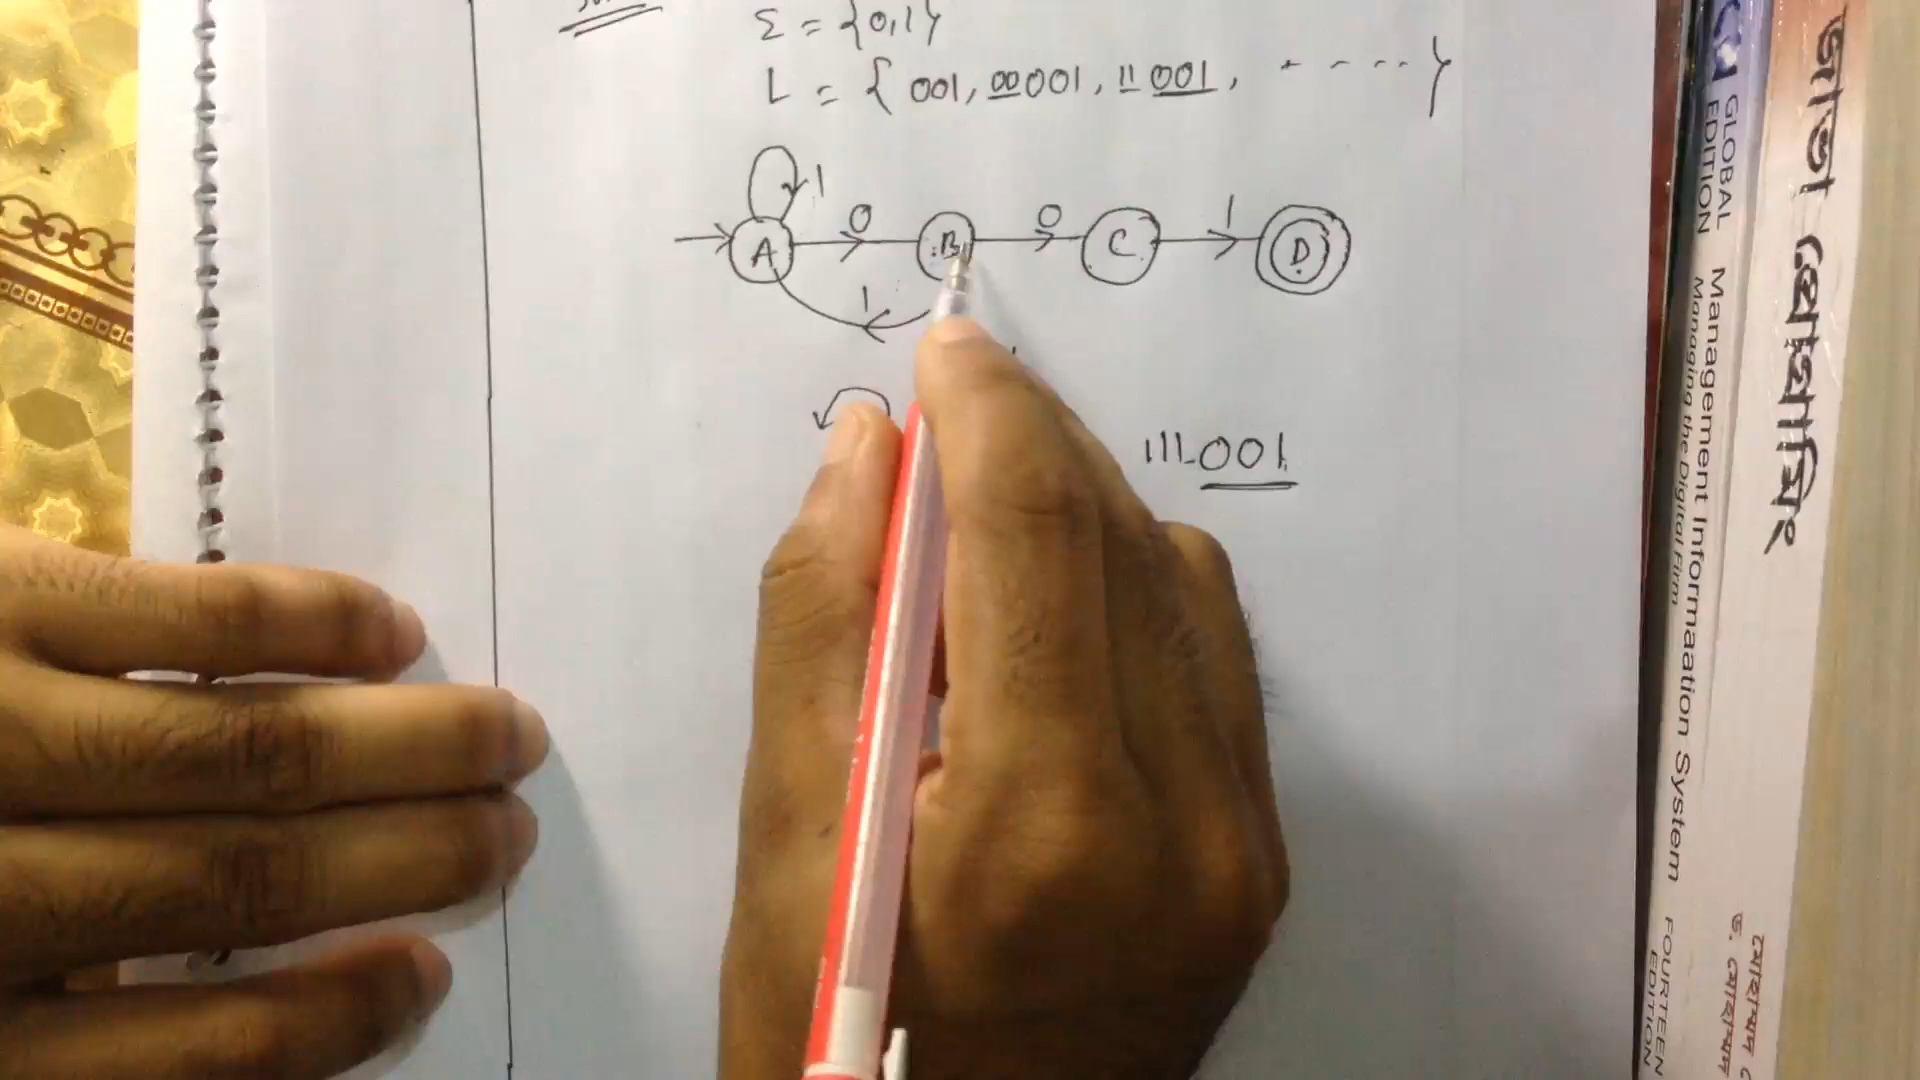 Σ = {0,1}
L = { 001, 00001, 11001, - - - - - }
1
0
0
1
A
B
C
D
1
111001
GLOBAL EDITION
Management Informaation System
Managing the Digital Firm
FOURTEEN EDITION